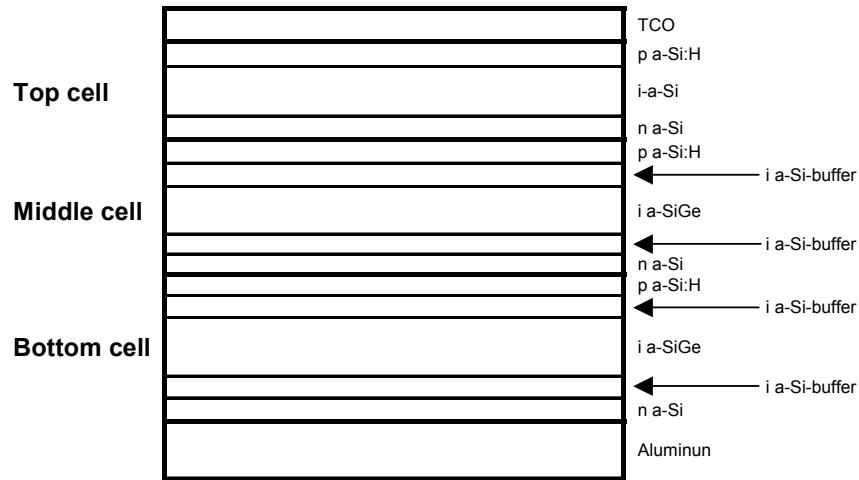 TCO
p a-Si:H
Top cell
i-a-Si
n a-Si
p a-Si:H
i a-Si-buffer
Middle cell
i a-SiGe
i a-Si-buffer
n a-Si
p a-Si:H
i a-Si-buffer
Bottom cell
i a-SiGe
i a-Si-buffer
n a-Si
Aluminun